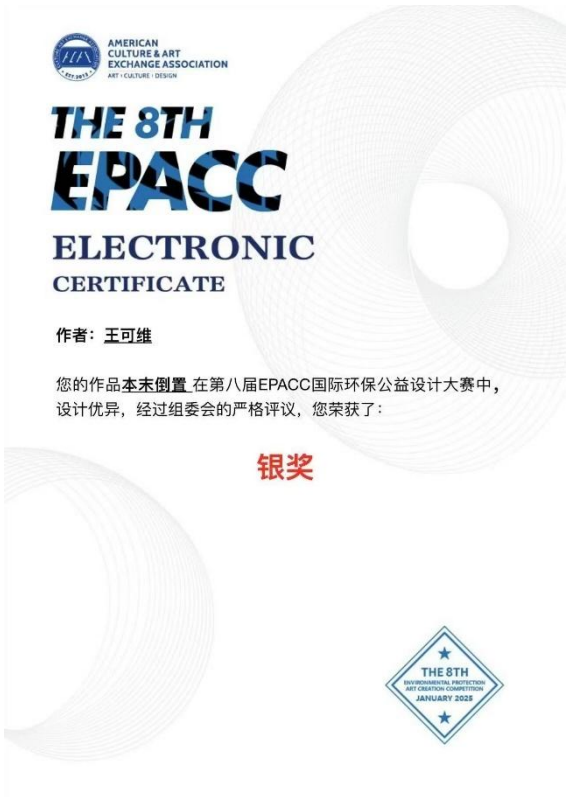 AMERICAN
CULTURE & ART
EXCHANGE ASSOCIATION
ART · CULTURE · DESIGN
THE 8TH
EPACC
ELECTRONIC
CERTIFICATE
作者：王可维
您的作品本末倒置 在第八届EPACC国际环保公益设计大赛中，
设计优异，经过组委会的严格评议，您荣获了：
银奖
THE 8TH
ENVIRONMENTAL PROTECTION
ART CREATION COMPETITION
JANUARY 2025